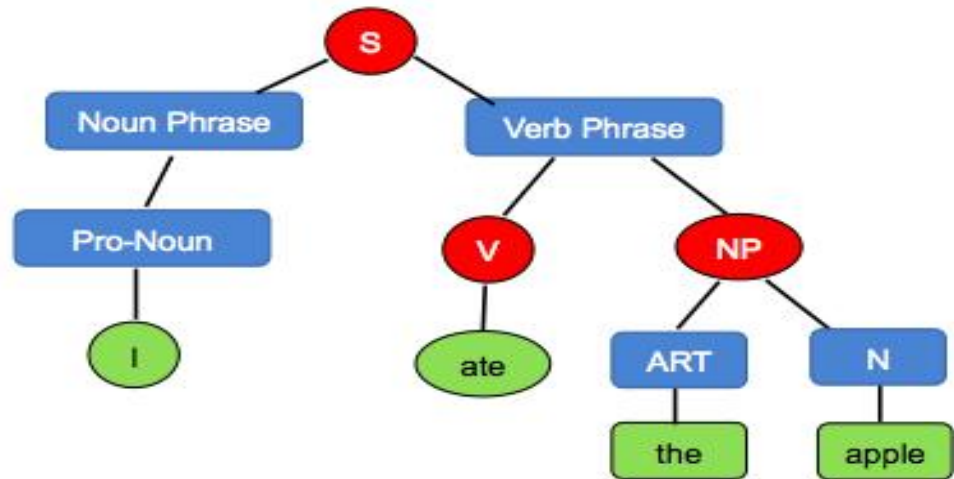 S
Noun Phrase
Verb Phrase
Pro-Noun
V
NP
I
ate
ART
N
the
apple